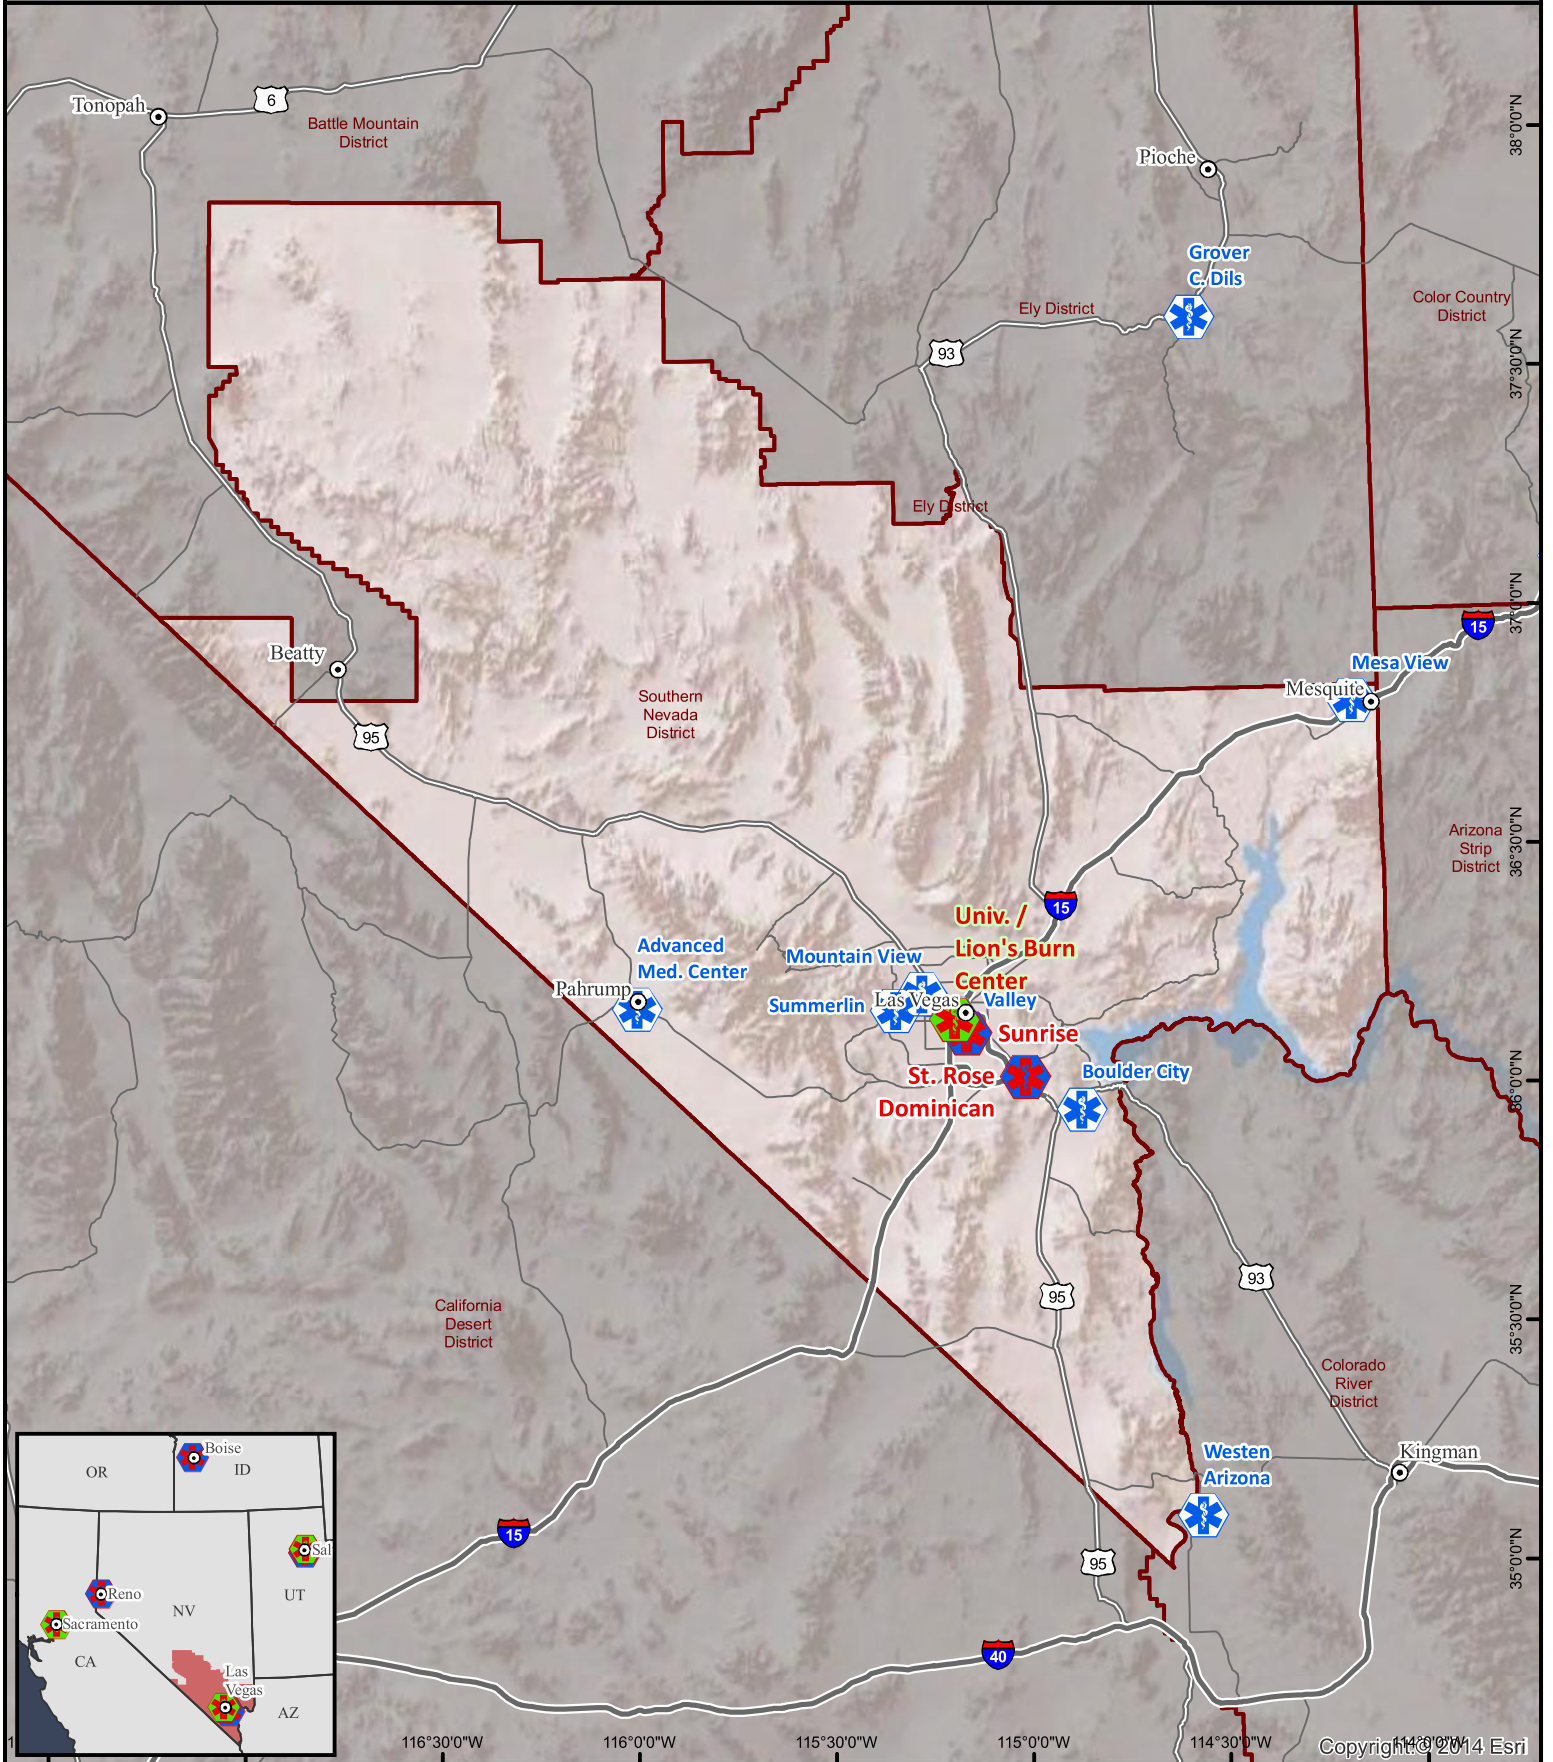 Tonopah
6
Battle Mountain
District
Pioche
38°0'0"N
Grover
C. Dils
Ely District
Color Country
District
93
37°30'0"N
Ely District
37°0'0"N
15
Beatty
Mesa View
Mesquite
Southern
Nevada
District
95
Arizona
Strip
District
36°30'0"N
15
Univ. /
Lion's Burn
Center
Advanced
Med. Center
Mountain View
Pahrump
Summerlin
Las Vegas
Valley
Sunrise
St. Rose
Dominican
Boulder City
36°0'0"N
93
95
California
Desert
District
35°30'0"N
Colorado
River
District
Westen
Arizona
Kingman
15
95
35°0'0"N
40
Boise
OR
ID
Sal
Reno
UT
NV
Sacramento
CA
Las
Vegas
AZ
116°30'0"W
116°0'0"W
115°30'0"W
115°0'0"W
114°30'0"W
114°0'0"W
Copyright:© 2014 Esri